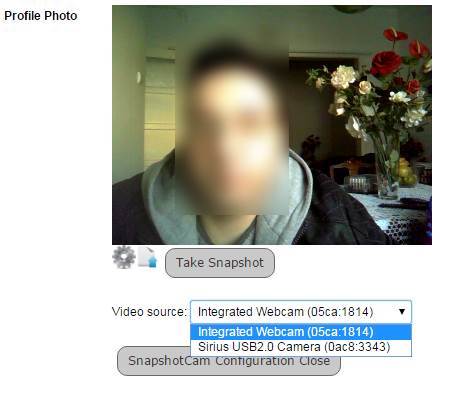 Profile Photo
Take Snapshot
Video source: Integrated Webcam (05ca:1814)
Integrated Webcam (05ca:1814)
Sirius USB2.0 Camera (0ac8:3343)
SnapshotCam Configuration Close